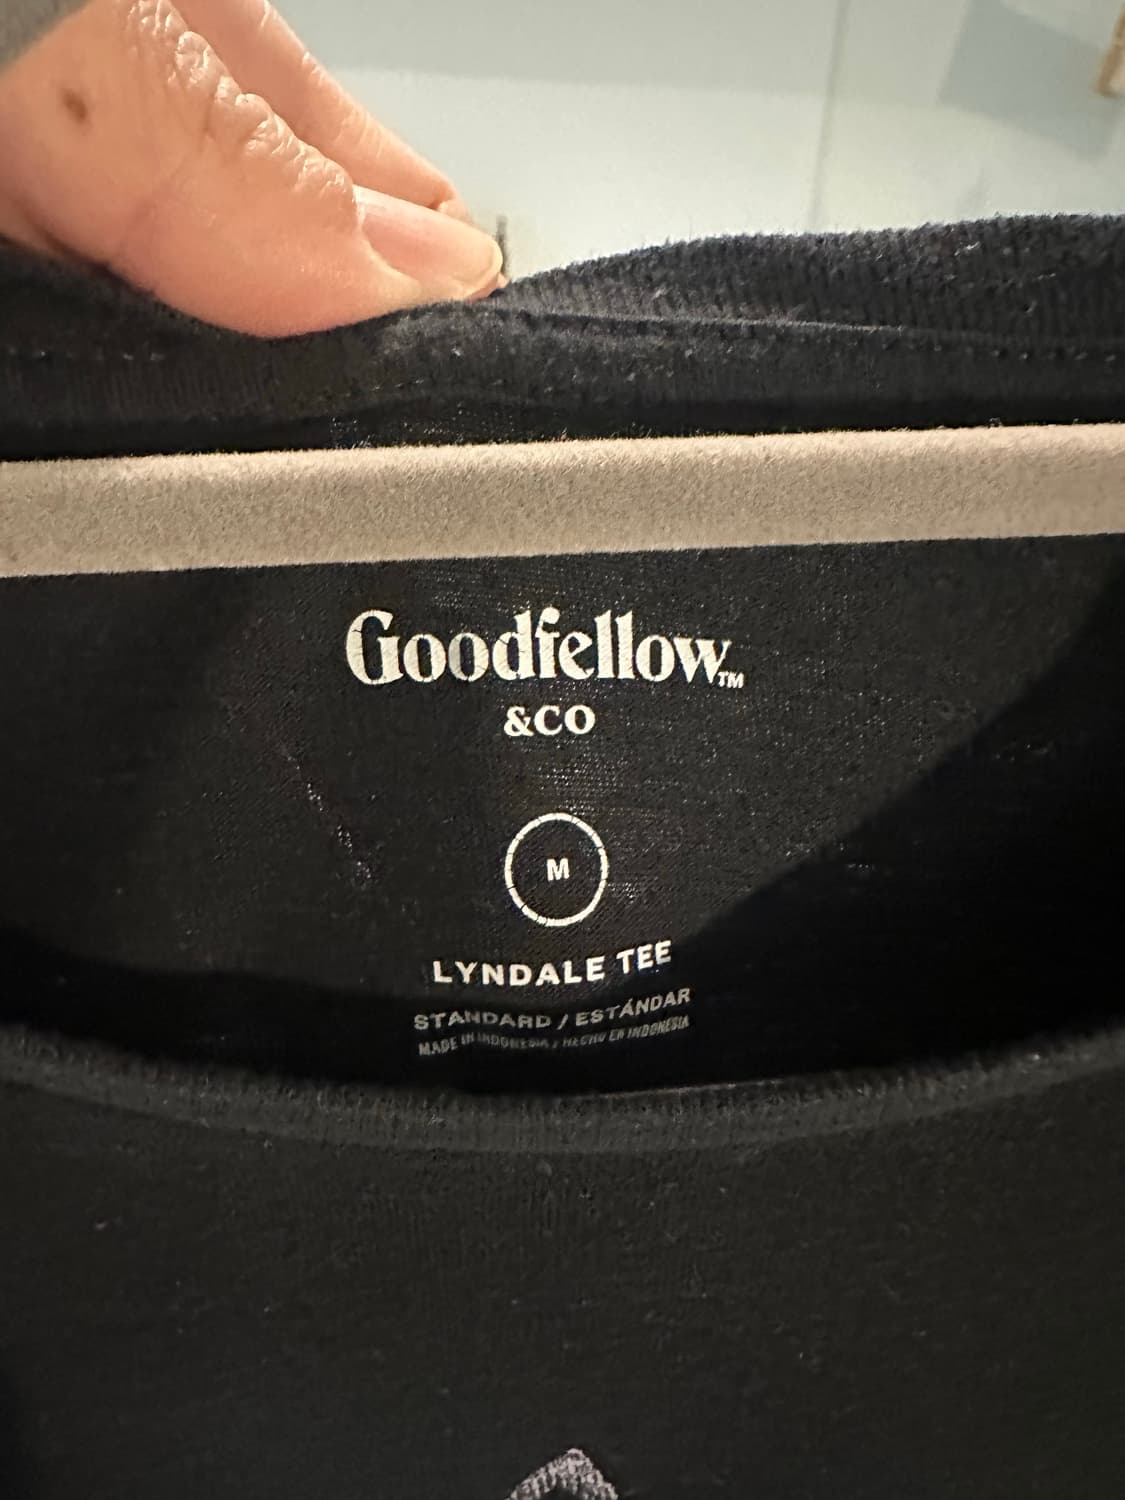 Goodfellow™
&CO
M
LYNDALE TEE
STANDARD / ESTÁNDAR
MADE IN INDONESIA / HECHO EN INDONESIA